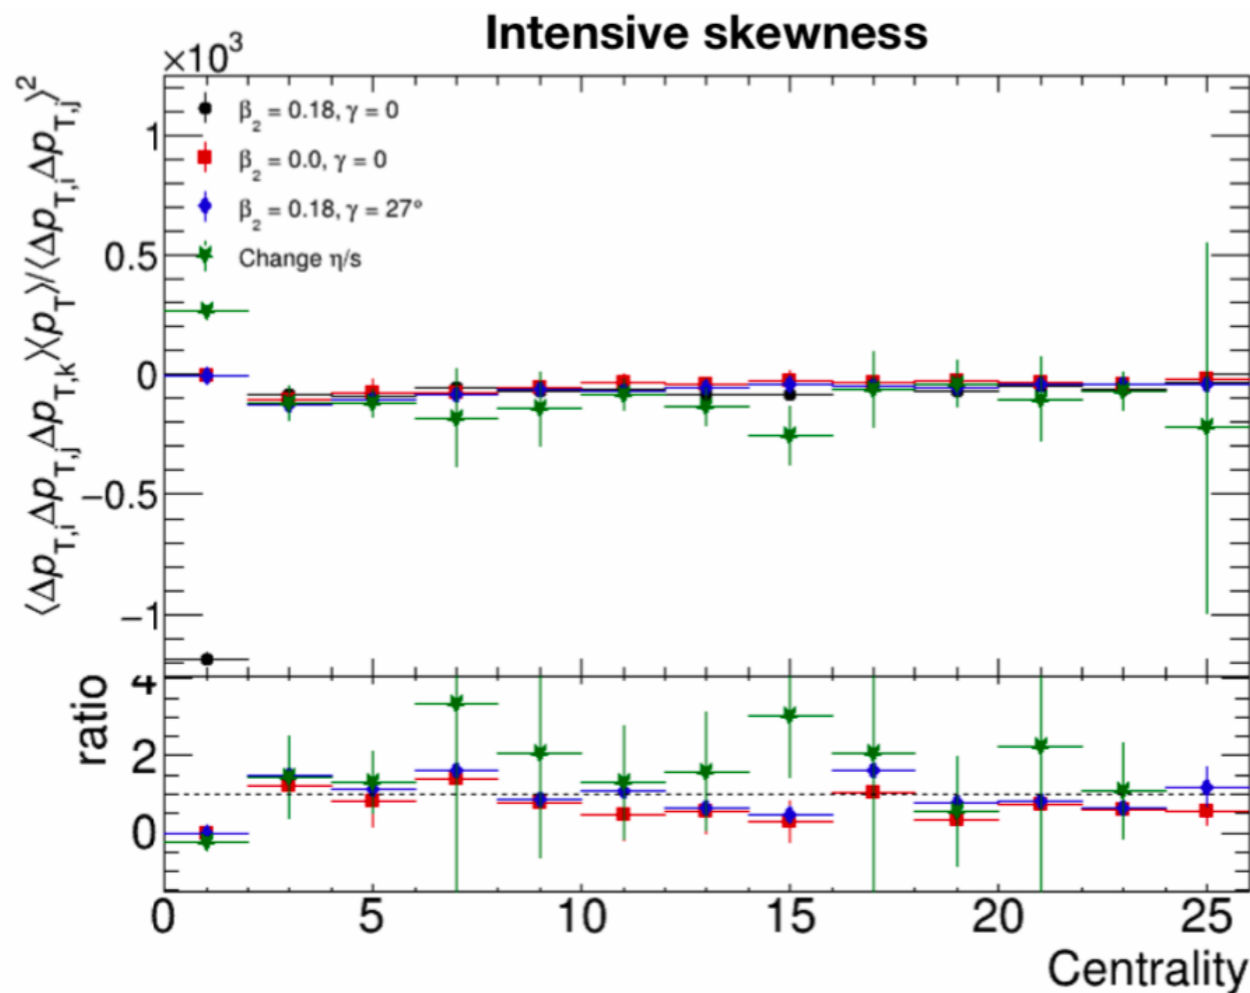 Intensive skewness
×10³
⟨Δp_T,i Δp_T,j Δp_T,k⟩⟨p_T⟩/⟨Δp_T,i Δp_T,j⟩²
β₂ = 0.18, γ = 0
β₂ = 0.0, γ = 0
β₂ = 0.18, γ = 27°
Change η/s
1
0.5
0
−0.5
−1
ratio
4
2
0
0 5 10 15 20 25
Centrality